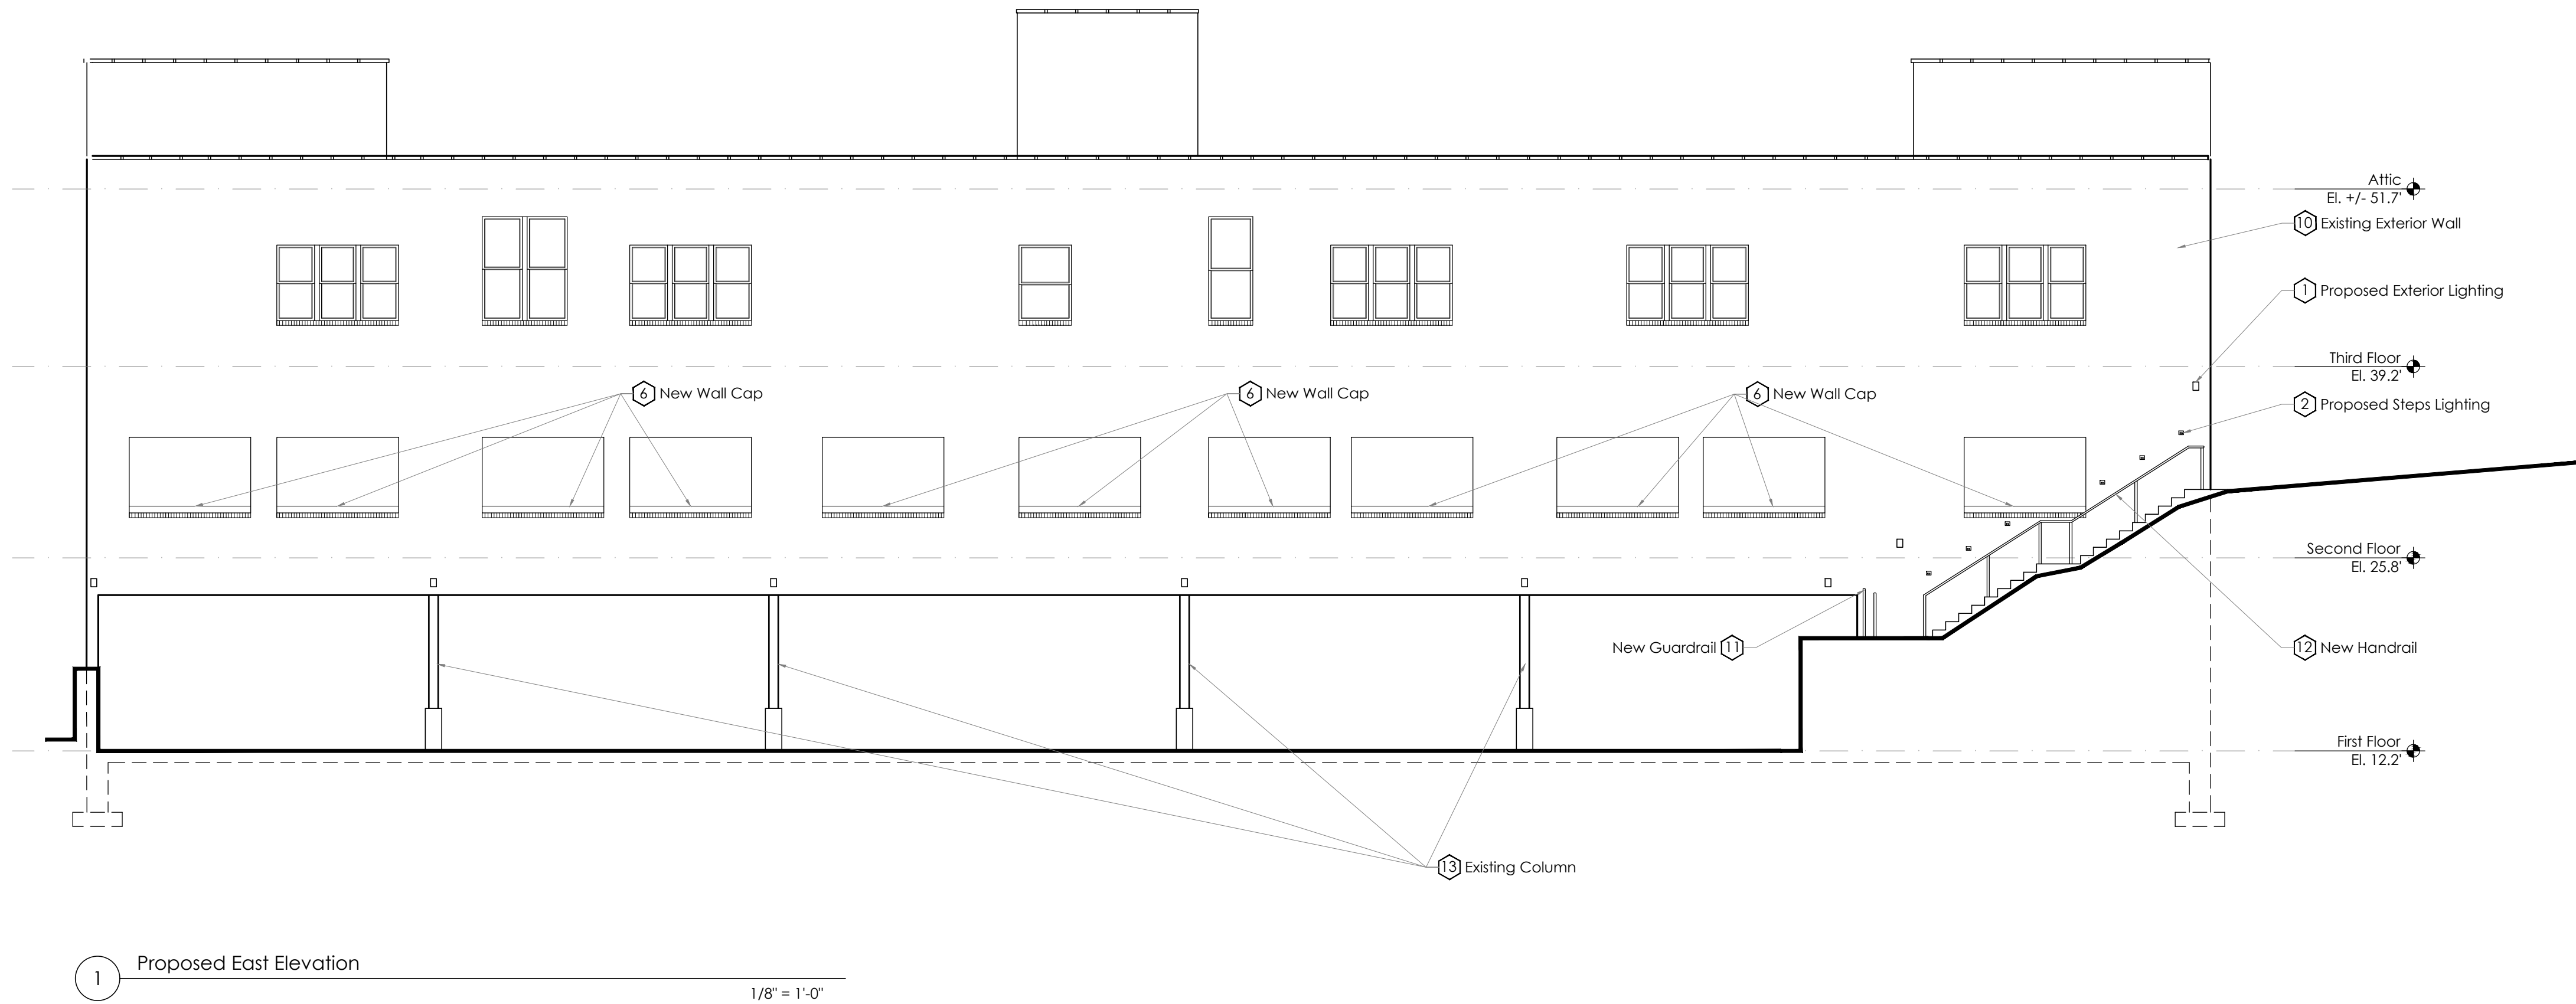 Attic
El. +/- 51.7'
10 Existing Exterior Wall
1 Proposed Exterior Lighting
Third Floor
El. 39.2'
6 New Wall Cap
6 New Wall Cap
6 New Wall Cap
2 Proposed Steps Lighting
Second Floor
El. 25.8'
New Guardrail 11
12 New Handrail
First Floor
El. 12.2'
13 Existing Column
1 Proposed East Elevation
1/8" = 1'-0"